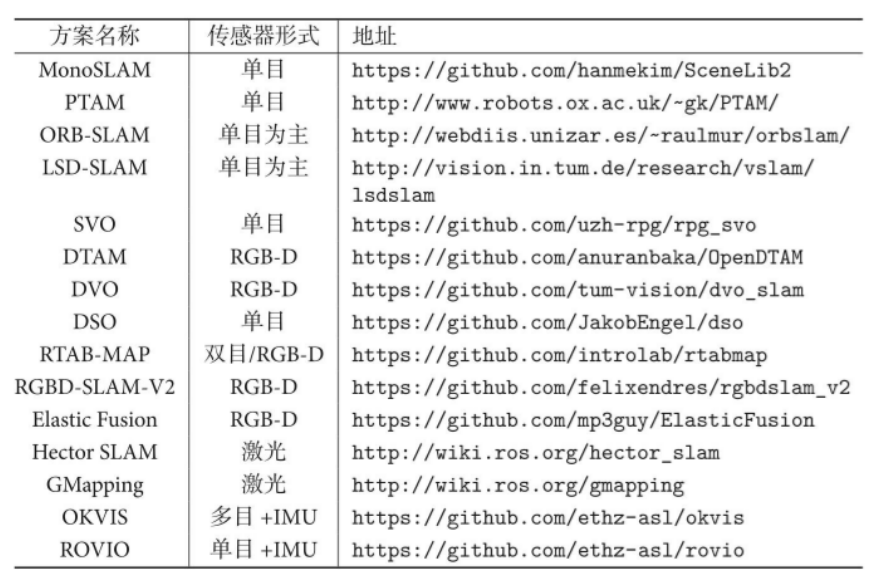 方案名称 传感器形式 地址
MonoSLAM 单目 https://github.com/hanmekim/SceneLib2
PTAM 单目 http://www.robots.ox.ac.uk/~gk/PTAM/
ORB-SLAM 单目为主 http://webdiis.unizar.es/~raulmur/orbslam/
LSD-SLAM 单目为主 http://vision.in.tum.de/research/vslam/
lsdslam
SVO 单目 https://github.com/uzh-rpg/rpg_svo
DTAM RGB-D https://github.com/anuranbaka/OpenDTAM
DVO RGB-D https://github.com/tum-vision/dvo_slam
DSO 单目 https://github.com/JakobEngel/dso
RTAB-MAP 双目/RGB-D https://github.com/introlab/rtabmap
RGBD-SLAM-V2 RGB-D https://github.com/felixendres/rgbdslam_v2
Elastic Fusion RGB-D https://github.com/mp3guy/ElasticFusion
Hector SLAM 激光 http://wiki.ros.org/hector_slam
GMapping 激光 http://wiki.ros.org/gmapping
OKVIS 多目 +IMU https://github.com/ethz-asl/okvis
ROVIO 单目 +IMU https://github.com/ethz-asl/rovio